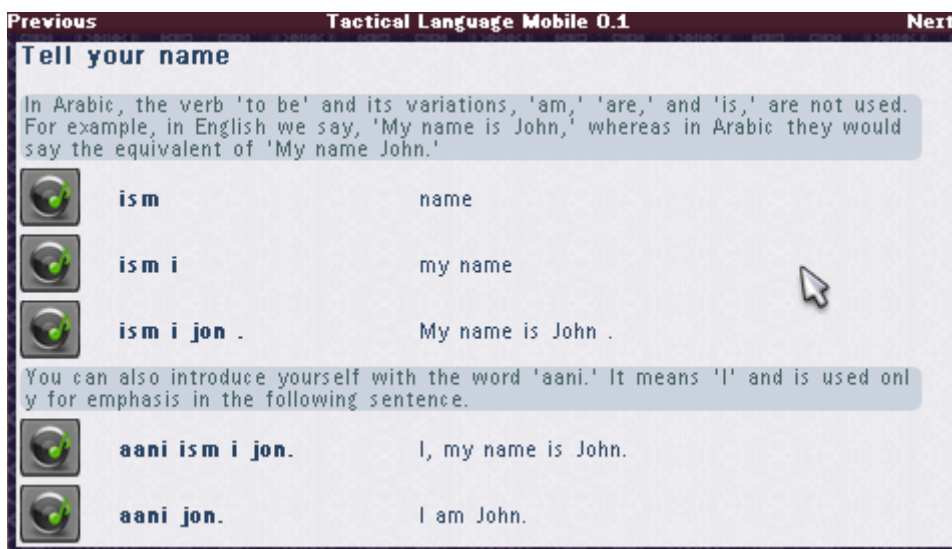 Previous Tactical Language Mobile 0.1 Next
Tell your name
In Arabic, the verb 'to be' and its variations, 'am,' 'are,' and 'is,' are not used.
For example, in English we say, 'My name is John,' whereas in Arabic they would
say the equivalent of 'My name John.'
ism name
ism i my name
ism i jon . My name is John .
You can also introduce yourself with the word 'aani.' It means 'I' and is used onl
y for emphasis in the following sentence.
aani ism i jon. I, my name is John.
aani jon. I am John.